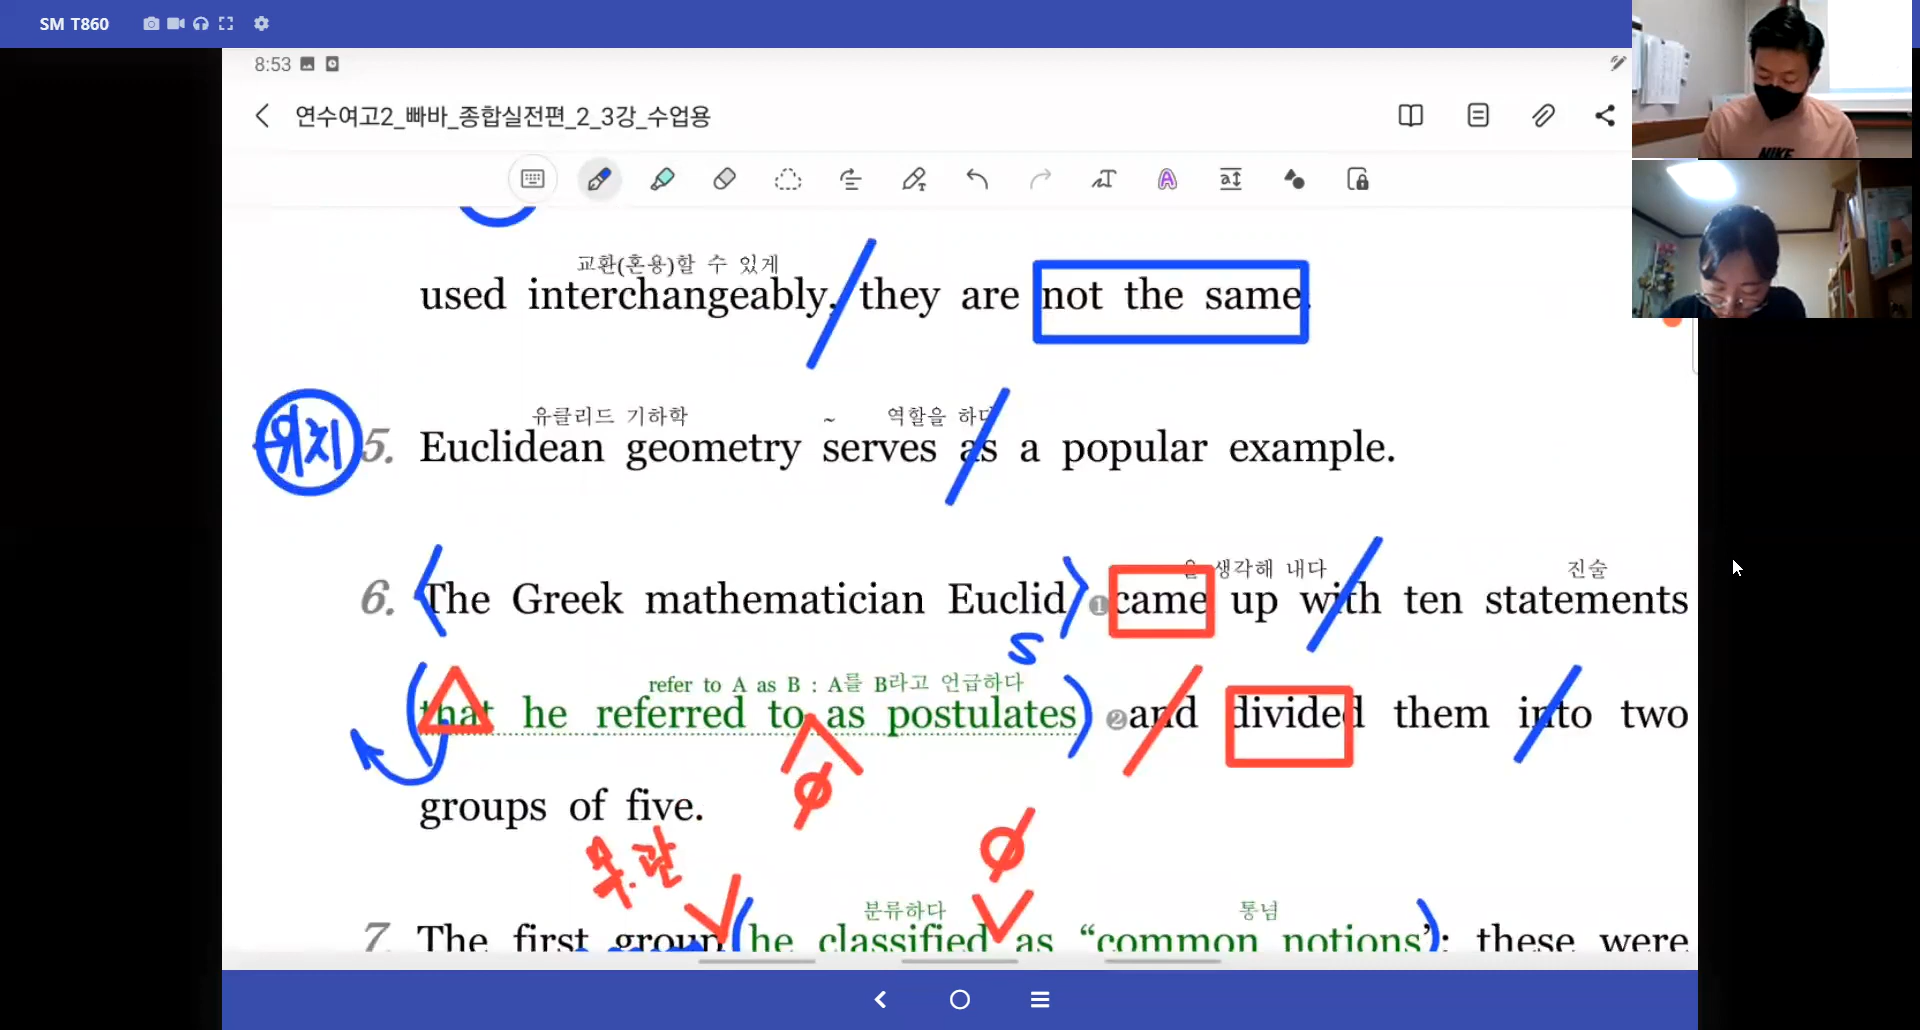 SM T860
8:53
연수여고2_빠바_종합실전편_2_3강_수업용
교환(혼용)할 수 있게
used interchangeably, they are not the same.
유클리드 기하학 ~ 역할을 하다
위치 5. Euclidean geometry serves as a popular example.
을 생각해 내다 진술
6. The Greek mathematician Euclid ①came up with ten statements
S
refer to A as B : A를 B라고 언급하다
that he referred to as postulates ②and divided them into two
groups of five.
무.관
분류하다 통념
7. The first group he classified as “common notions”; these were
NIKE